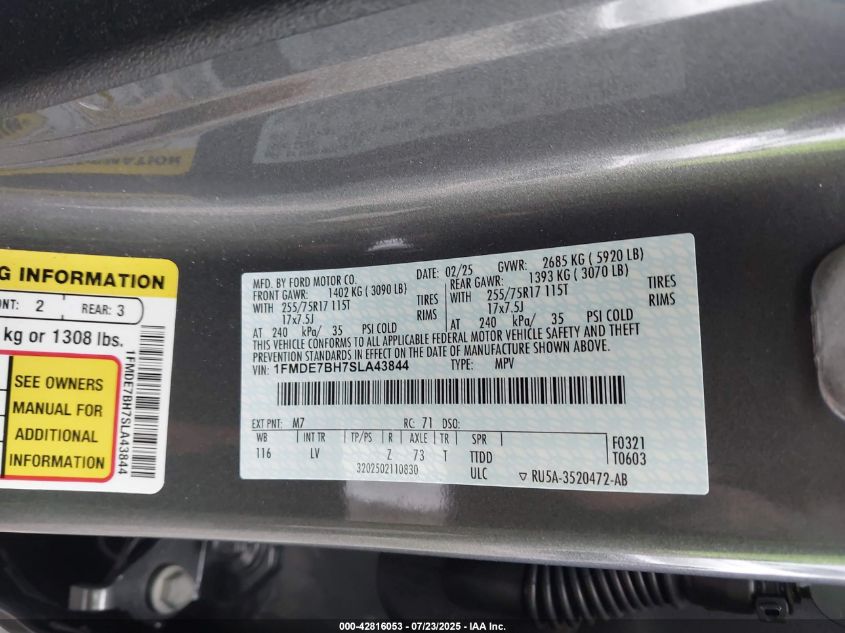 G INFORMATION
NT: 2 REAR: 3
kg or 1308 lbs.
SEE OWNERS
MANUAL FOR
ADDITIONAL
INFORMATION
1FMDE7BH7SLA43844
MFD. BY FORD MOTOR CO. DATE: 02/25 GVWR: 2685 KG ( 5920 LB)
FRONT GAWR: 1402 KG ( 3090 LB) REAR GAWR: 1393 KG ( 3070 LB)
WITH 255/75R17 115T TIRES WITH 255/75R17 115T TIRES
17x7.5J RIMS 17x7.5J RIMS
AT 240 kPa/ 35 PSI COLD AT 240 kPa/ 35 PSI COLD
THIS VEHICLE CONFORMS TO ALL APPLICABLE FEDERAL MOTOR VEHICLE SAFETY AND THEFT
PREVENTION STANDARDS IN EFFECT ON THE DATE OF MANUFACTURE SHOWN ABOVE.
VIN: 1FMDE7BH7SLA43844 TYPE: MPV
EXT PNT: M7 RC: 71 DSO:
WB INT TR TP/PS R AXLE TR SPR F0321
116 LV Z 73 T TTDD T0603
3202502110830 ULC ▽ RU5A-3520472-AB
000-42816053 / 07/23/2025 - IAA Inc.